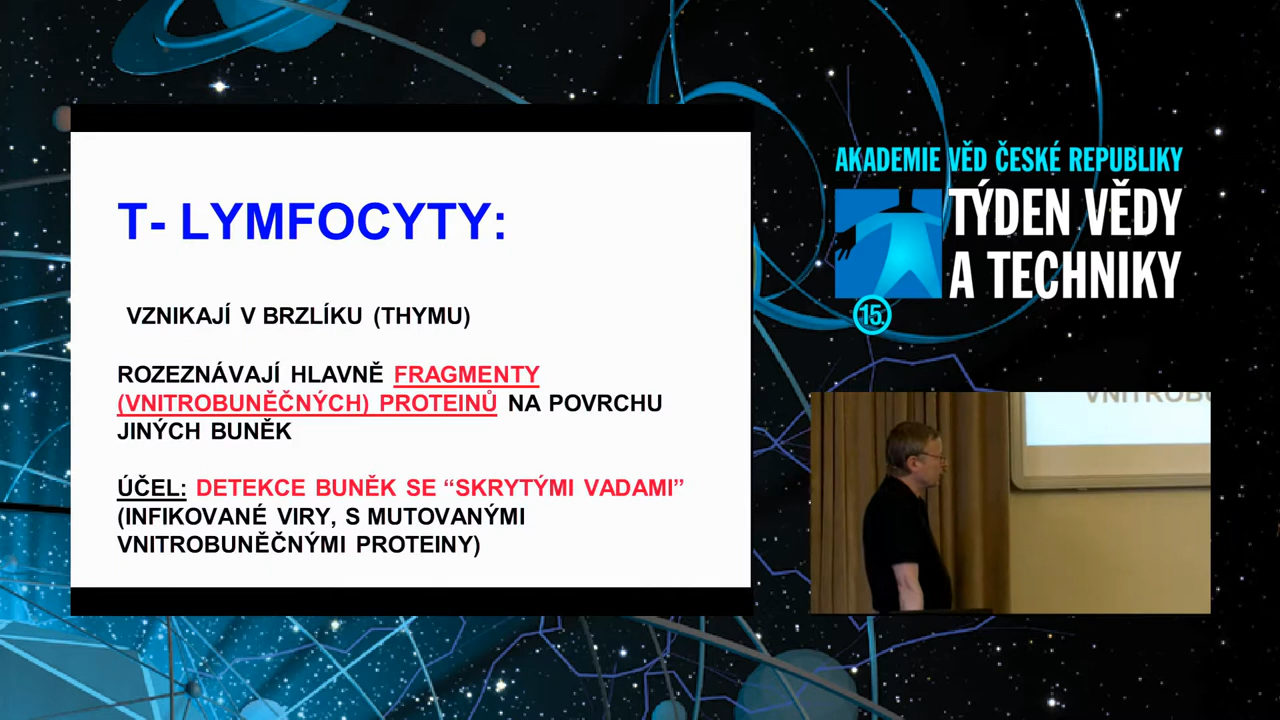 T- LYMFOCYTY:
VZNIKAJÍ V BRZLÍKU (THYMU)
ROZEZNÁVAJÍ HLAVNĚ FRAGMENTY
(VNITROBUNĚČNÝCH) PROTEINŮ NA POVRCHU
JINÝCH BUNĚK
ÚČEL: DETEKCE BUNĚK SE “SKRYTÝMI VADAMI”
(INFIKOVANÉ VIRY, S MUTOVANÝMI
VNITROBUNĚČNÝMI PROTEINY)
AKADEMIE VĚD ČESKÉ REPUBLIKY
TÝDEN VĚDY
A TECHNIKY
15.